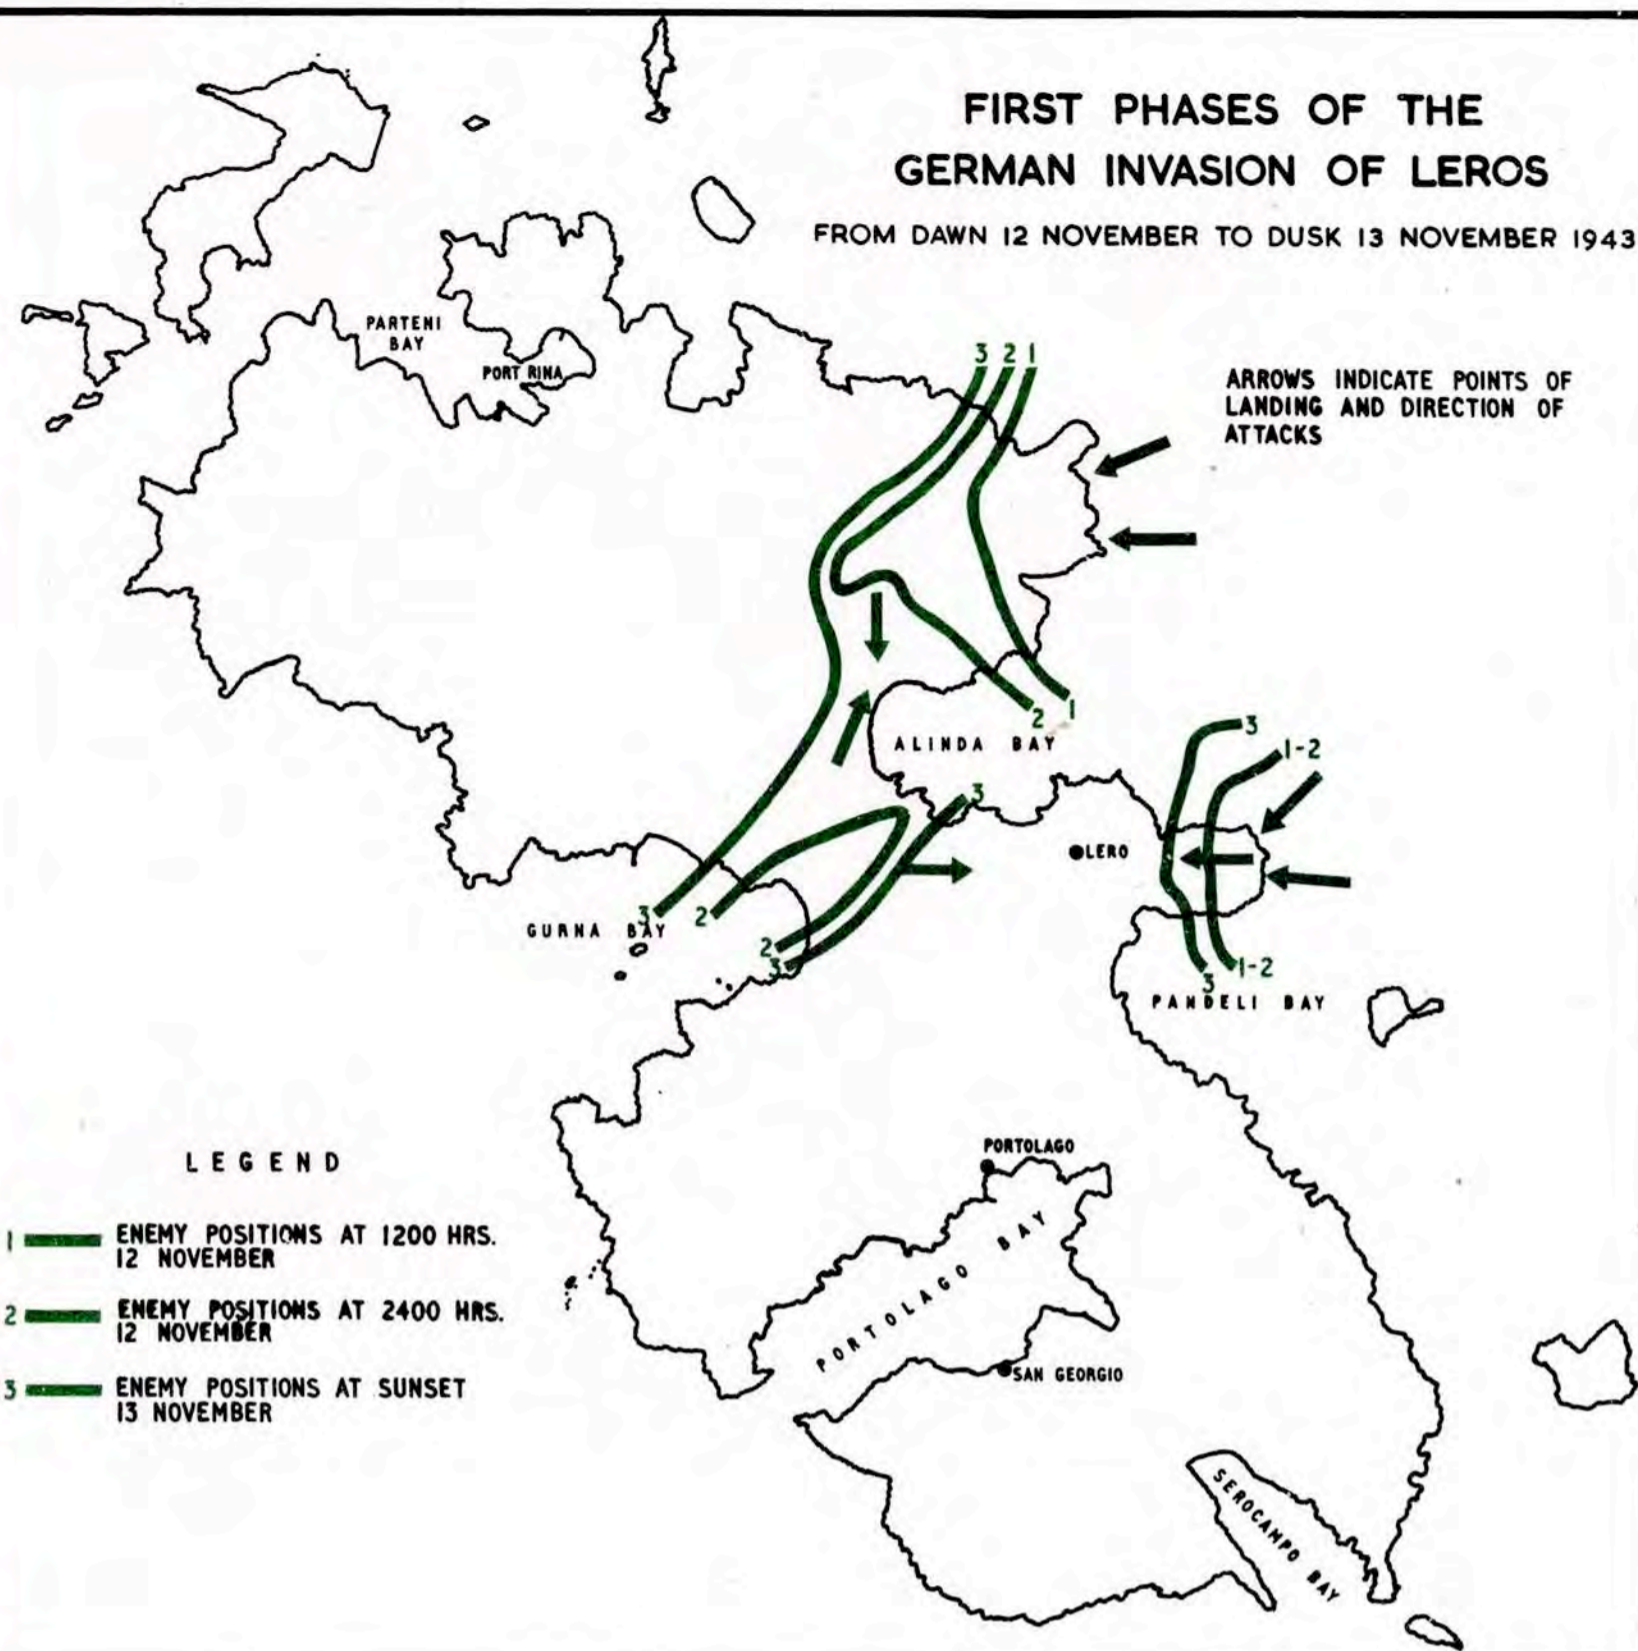 FIRST PHASES OF THE
GERMAN INVASION OF LEROS
FROM DAWN 12 NOVEMBER TO DUSK 13 NOVEMBER 1943
PARTENI
BAY
PORT RINA
3 2 1
ARROWS INDICATE POINTS OF
LANDING AND DIRECTION OF
ATTACKS
2
1
ALINDA BAY
3
1-2
3
LERO
3
2
GURNA BAY
2
3
1-2
3
PANDELI BAY
PORTOLAGO
PORTOLAGO BAY
SAN GEORGIO
SEROCAMPO BAY
LEGEND
1 ENEMY POSITIONS AT 1200 HRS.
12 NOVEMBER
2 ENEMY POSITIONS AT 2400 HRS.
12 NOVEMBER
3 ENEMY POSITIONS AT SUNSET
13 NOVEMBER